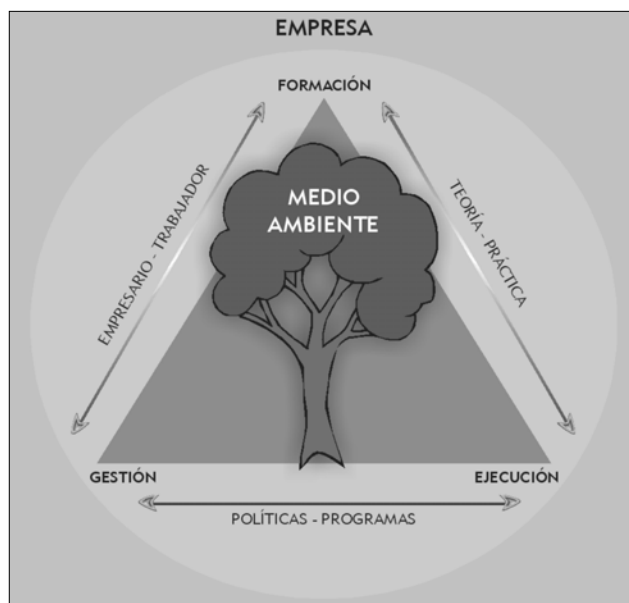 EMPRESA
FORMACIÓN
EMPRESARIO - TRABAJADOR
MEDIO
AMBIENTE
TEORÍA - PRÁCTICA
GESTIÓN
EJECUCIÓN
POLÍTICAS - PROGRAMAS